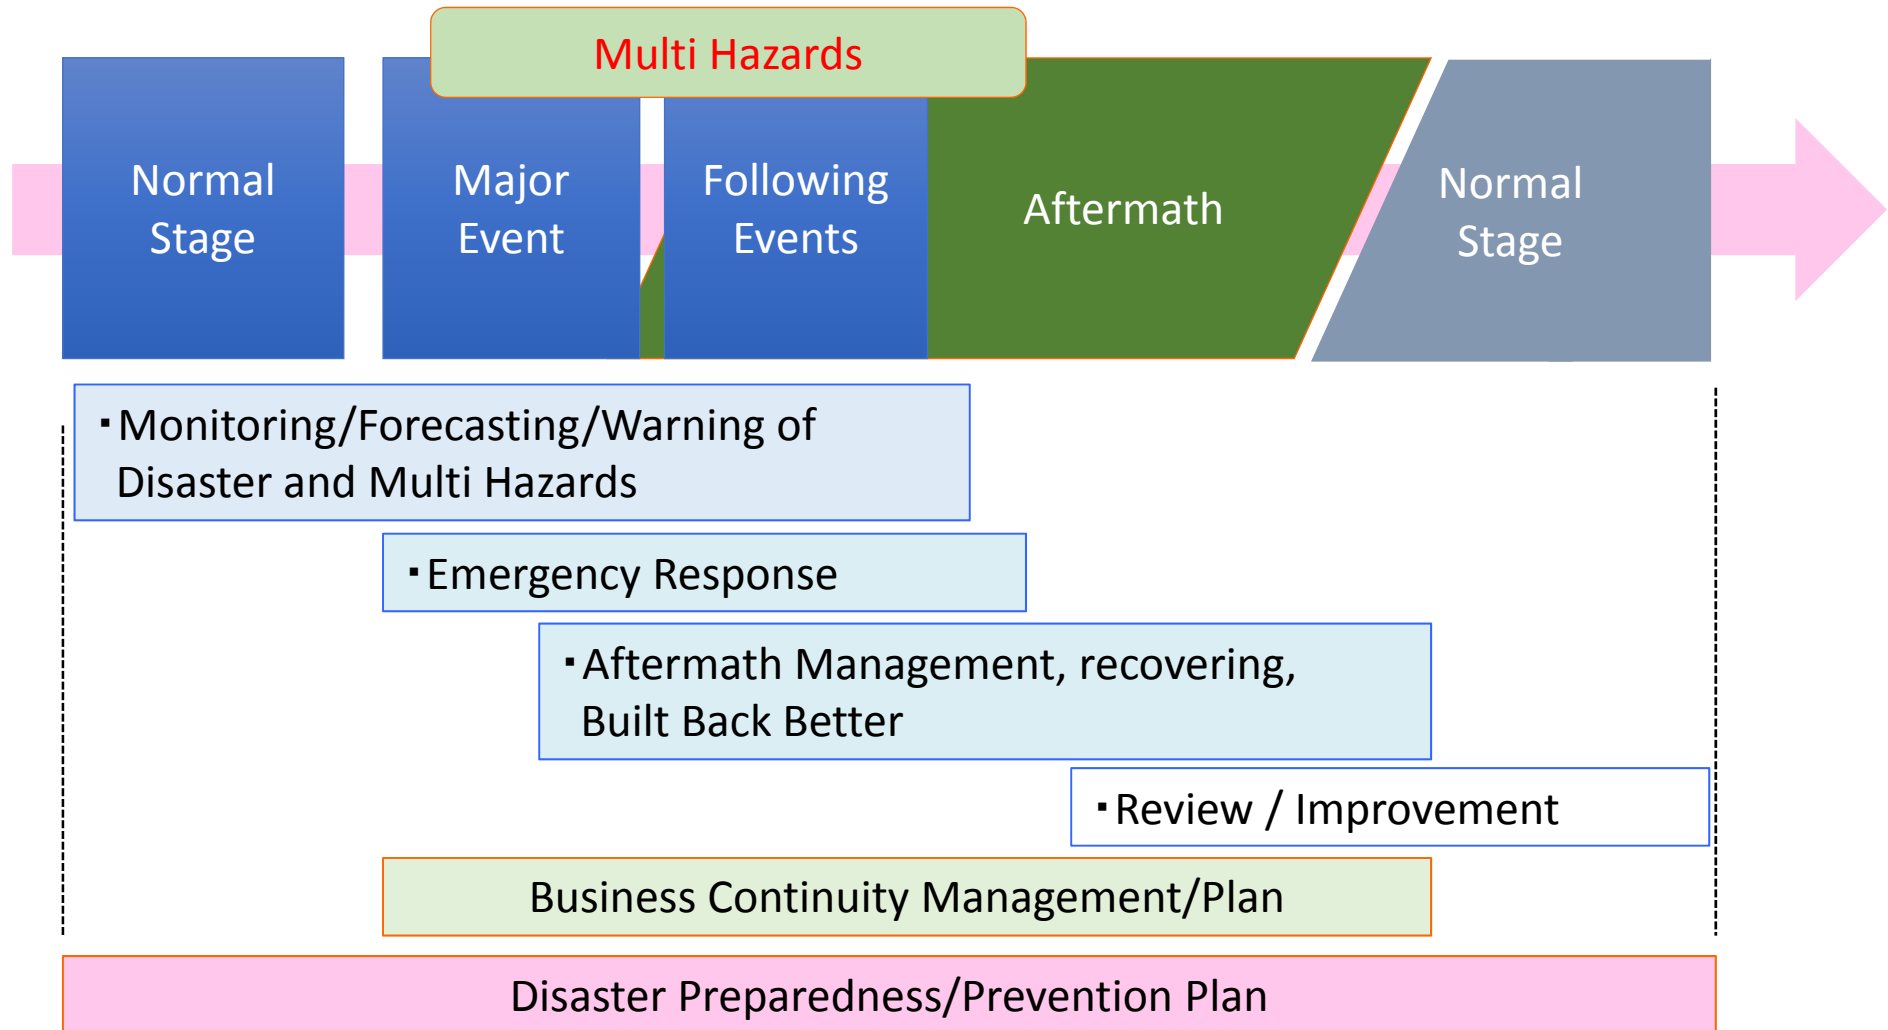 Multi Hazards
Normal
Stage
Major
Event
Following
Events
Aftermath
Normal
Stage
･Monitoring/Forecasting/Warning of
Disaster and Multi Hazards
･Emergency Response
･Aftermath Management, recovering,
Built Back Better
･Review / Improvement
Business Continuity Management/Plan
Disaster Preparedness/Prevention Plan